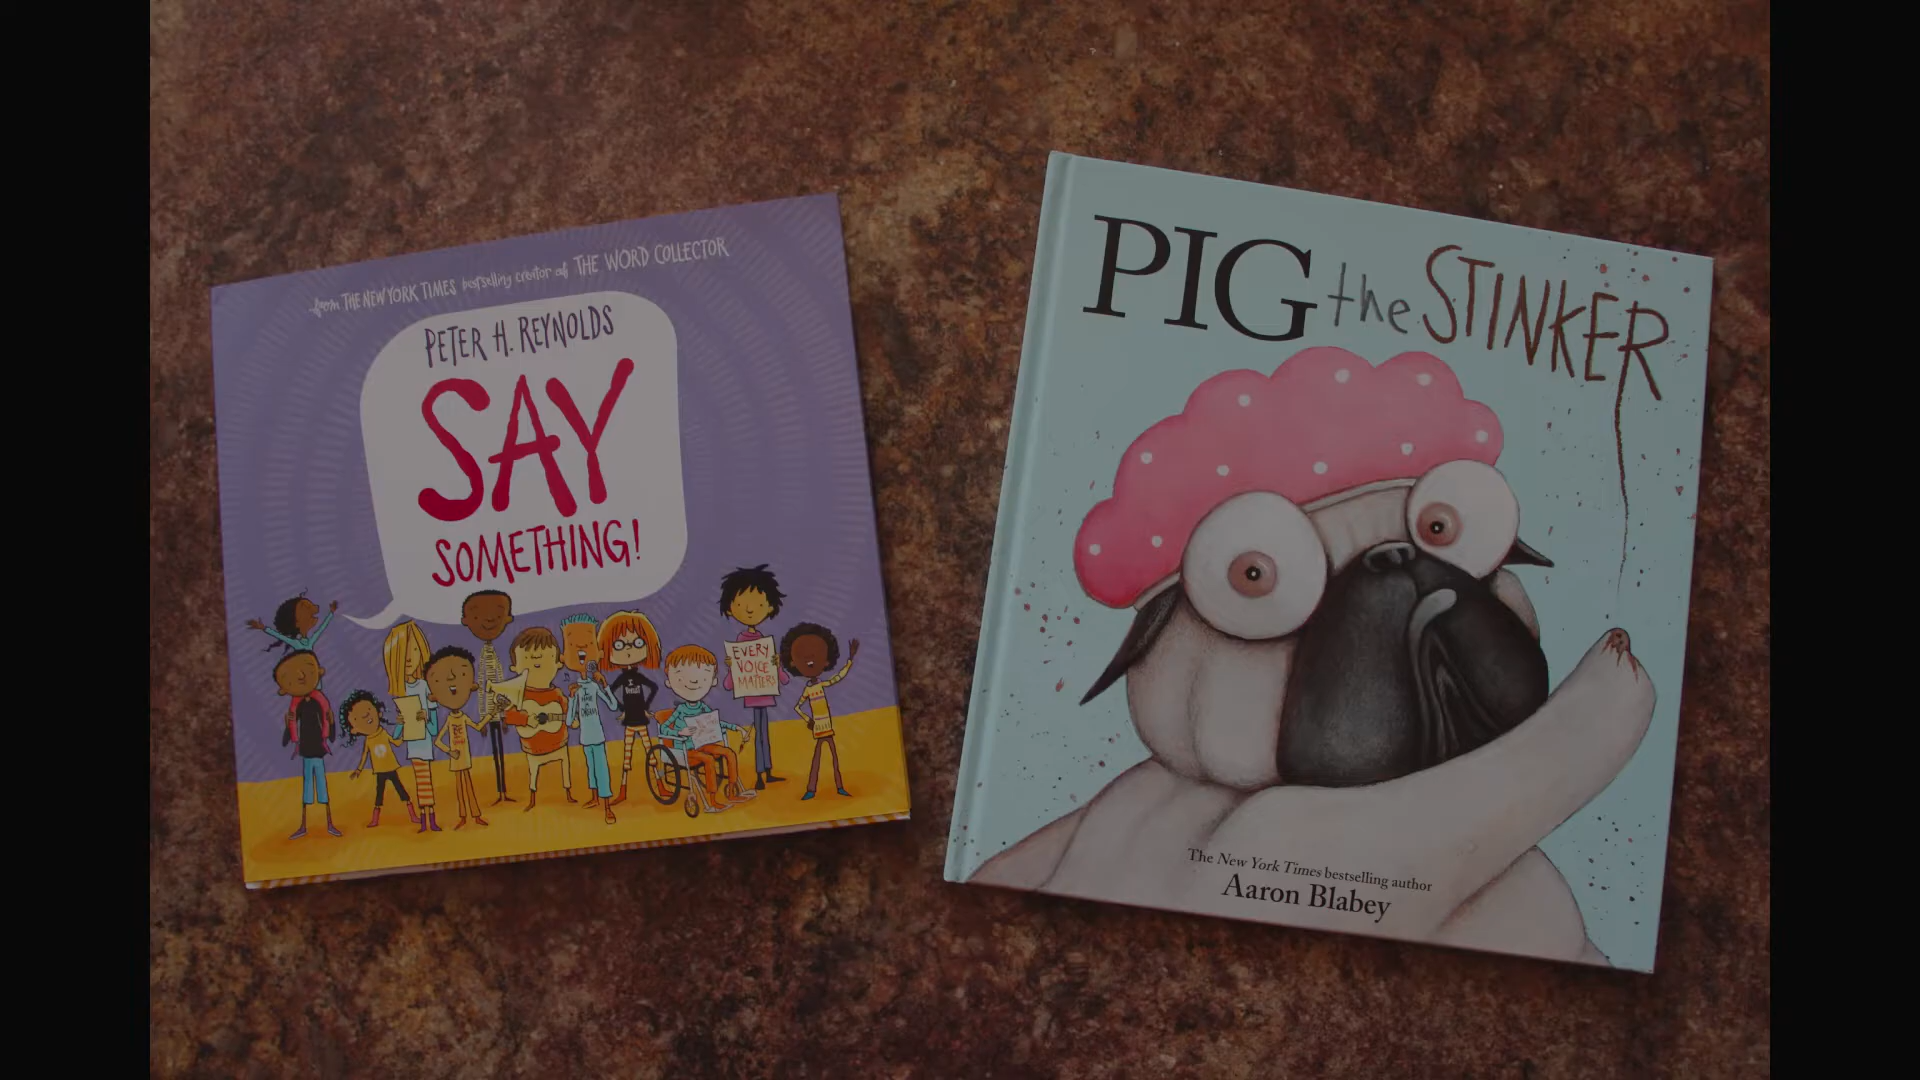 from THE NEW YORK TIMES bestselling creator of THE WORD COLLECTOR
PETER H. REYNOLDS
SAY
SOMETHING!
EVERY
VOICE
MATTERS
PIG the STINKER
The New York Times bestselling author
Aaron Blabey